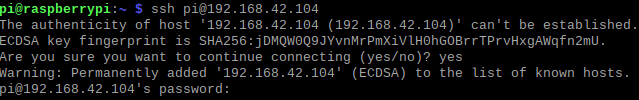 pi@raspberrypi:~ $ ssh pi@192.168.42.104
The authenticity of host '192.168.42.104 (192.168.42.104)' can't be established.
ECDSA key fingerprint is SHA256:jDMQW0Q9JYvnMrPmXiVlH0hGOBrrTPrvHxgAWqfn2mU.
Are you sure you want to continue connecting (yes/no)? yes
Warning: Permanently added '192.168.42.104' (ECDSA) to the list of known hosts.
pi@192.168.42.104's password: